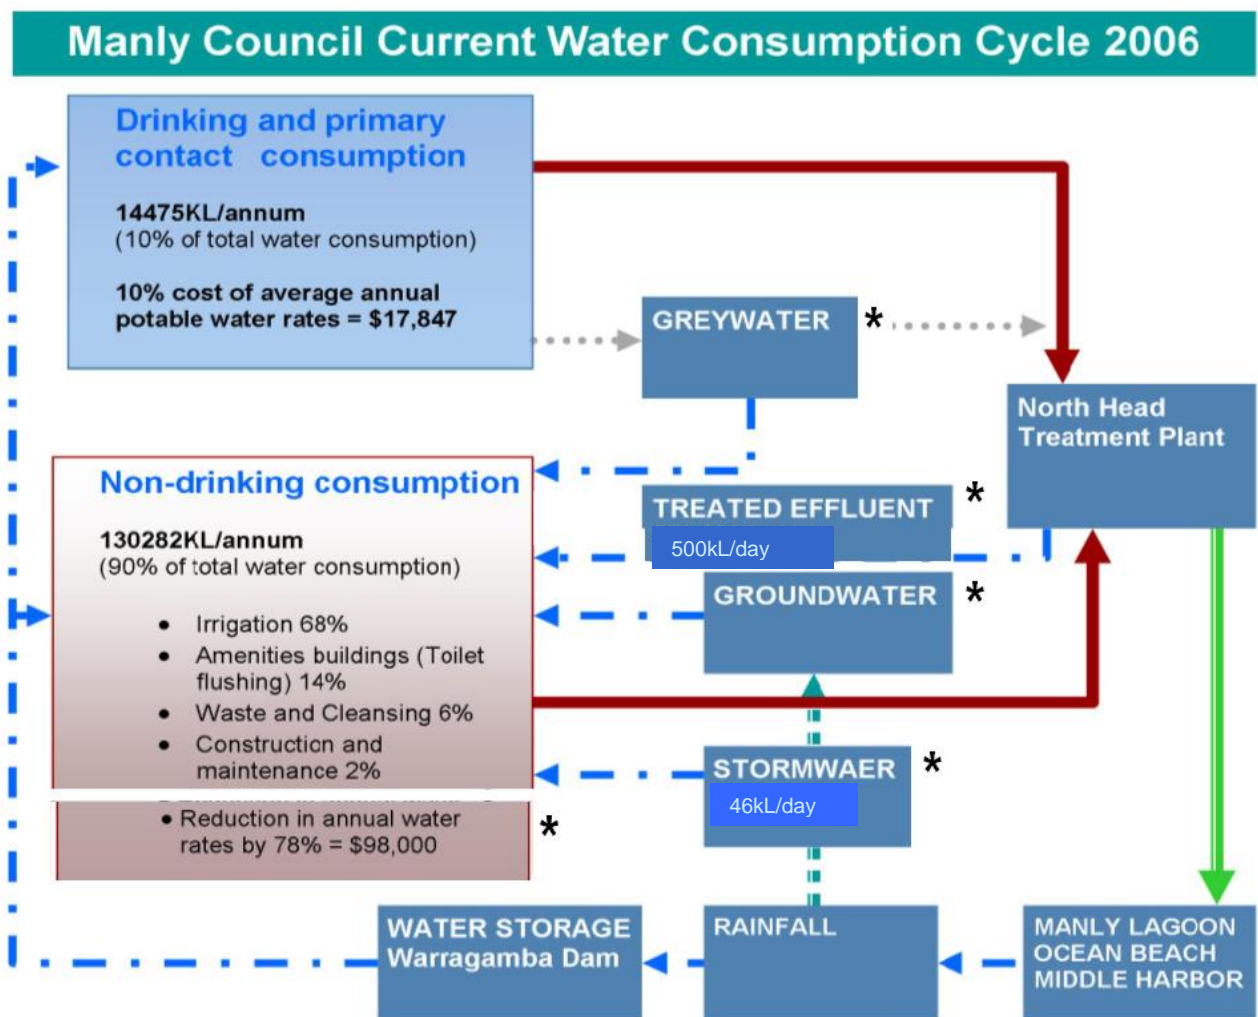 Manly Council Current Water Consumption Cycle 2006
Drinking and primary
contact consumption
14475KL/annum
(10% of total water consumption)
10% cost of average annual
potable water rates = $17,847
GREYWATER
*
North Head
Treatment Plant
Non-drinking consumption
130282KL/annum
(90% of total water consumption)
• Irrigation 68%
• Amenities buildings (Toilet
flushing) 14%
• Waste and Cleansing 6%
• Construction and
maintenance 2%
• Reduction in annual water
rates by 78% = $98,000
*
TREATED EFFLUENT
*
500kL/day
GROUNDWATER
*
STORMWAER
*
46kL/day
WATER STORAGE
Warragamba Dam
RAINFALL
MANLY LAGOON
OCEAN BEACH
MIDDLE HARBOR